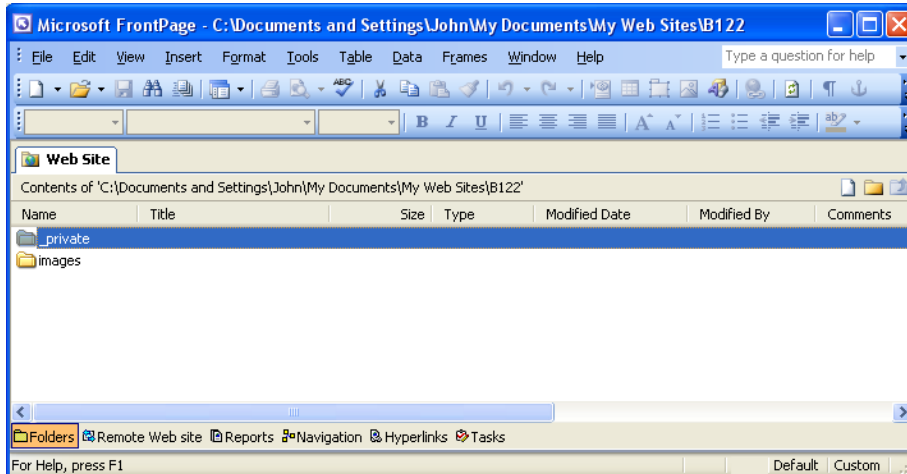 Microsoft FrontPage - C:\Documents and Settings\John\My Documents\My Web Sites\B122
File Edit View Insert Format Tools Table Data Frames Window Help Type a question for help
ABC
B I U A A ab
Web Site
Contents of 'C:\Documents and Settings\John\My Documents\My Web Sites\B122'
Name Title Size Type Modified Date Modified By Comments
_private
images
Folders Remote Web site Reports Navigation Hyperlinks Tasks
For Help, press F1 Default Custom